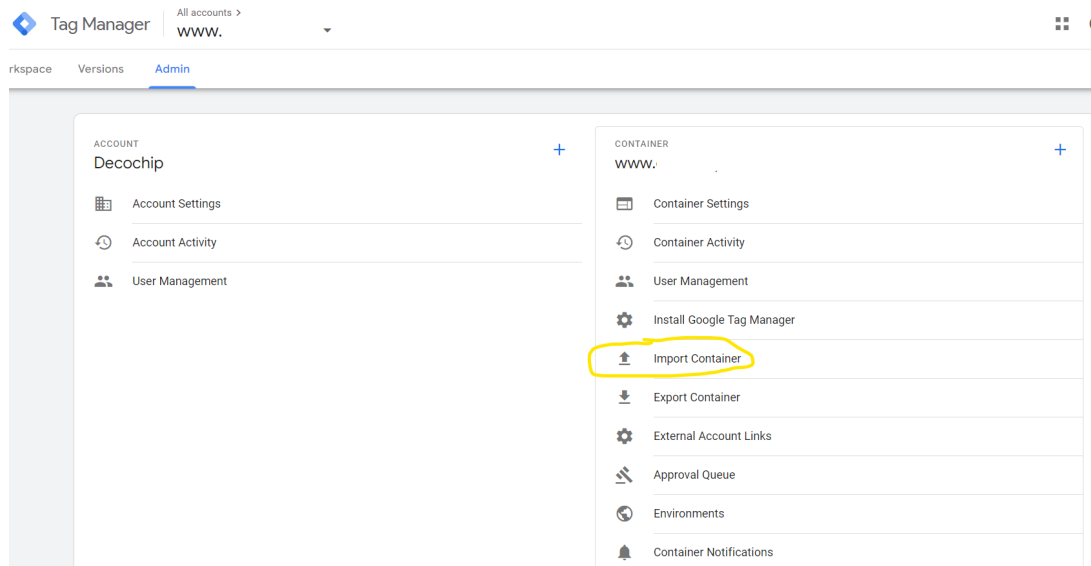 Tag Manager
All accounts >
www.
rkspace Versions Admin
ACCOUNT
Decochip
Account Settings
Account Activity
User Management
CONTAINER
www.
Container Settings
Container Activity
User Management
Install Google Tag Manager
Import Container
Export Container
External Account Links
Approval Queue
Environments
Container Notifications